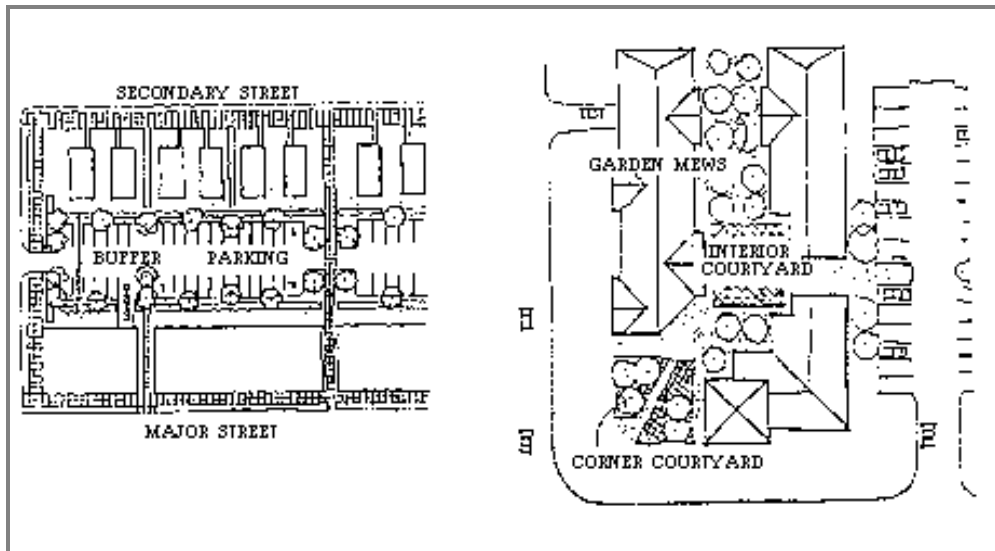 SECONDARY STREET
BUFFER PARKING
MAJOR STREET
GARDEN MEWS
INTERIOR
COURTYARD
CORNER COURTYARD